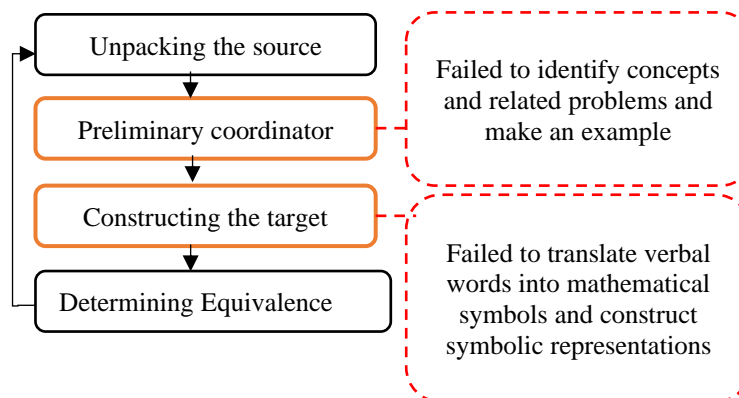 Unpacking the source
Preliminary coordinator
Constructing the target
Determining Equivalence
Failed to identify concepts
and related problems and
make an example
Failed to translate verbal
words into mathematical
symbols and construct
symbolic representations